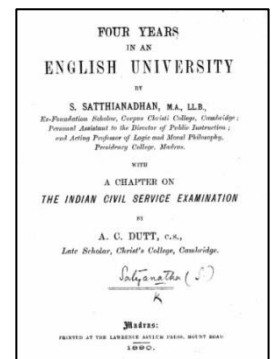 FOUR YEARS
IN AN
ENGLISH UNIVERSITY
BY
S. SATTHIANADHAN, M.A., LL.B.,
Ex-Foundation Scholar, Corpus Christi College, Cambridge;
Personal Assistant to the Director of Public Instruction;
and Acting Professor of Logic and Moral Philosophy,
Presidency College, Madras.
WITH
A CHAPTER ON
THE INDIAN CIVIL SERVICE EXAMINATION
BY
A. C. DUTT, C.S.,
Late Scholar, Christ's College, Cambridge.
Satyanatha (S.)
Madras:
PRINTED AT THE LAWRENCE ASYLUM PRESS, MOUNT ROAD
1890.